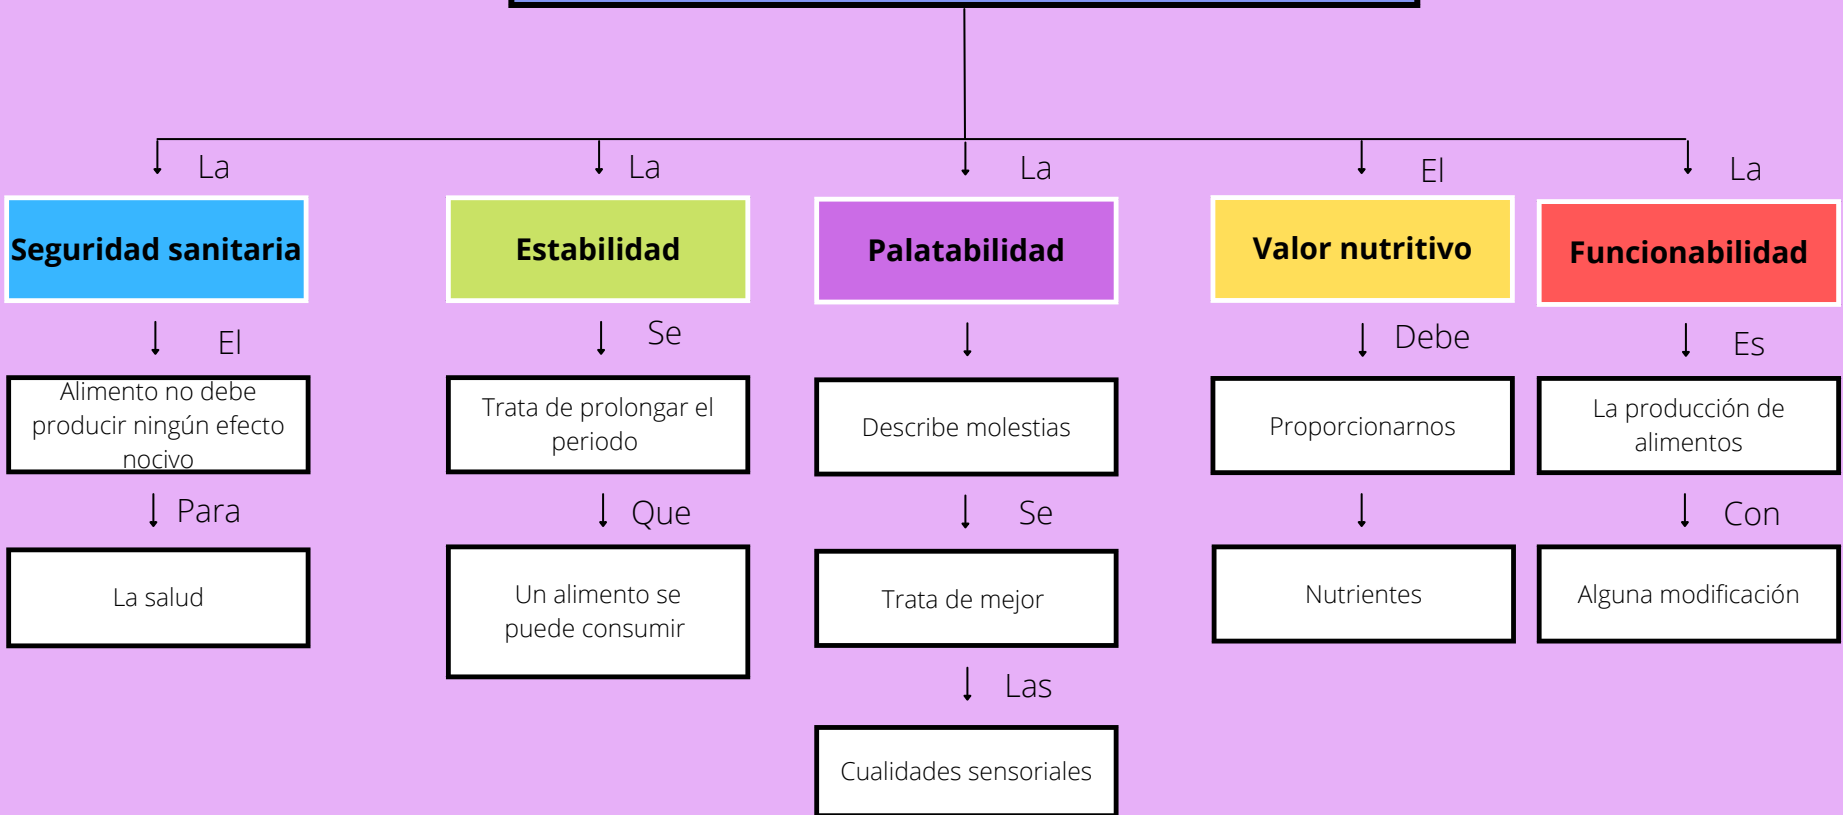 La
La
La
El
La
Seguridad sanitaria
Estabilidad
Palatabilidad
Valor nutritivo
Funcionabilidad
El
Se
Debe
Es
Alimento no debe
producir ningún efecto
nocivo
Trata de prolongar el
periodo
Describe molestias
Proporcionarnos
La producción de
alimentos
Para
Que
Se
Con
La salud
Un alimento se
puede consumir
Trata de mejor
Nutrientes
Alguna modificación
Las
Cualidades sensoriales